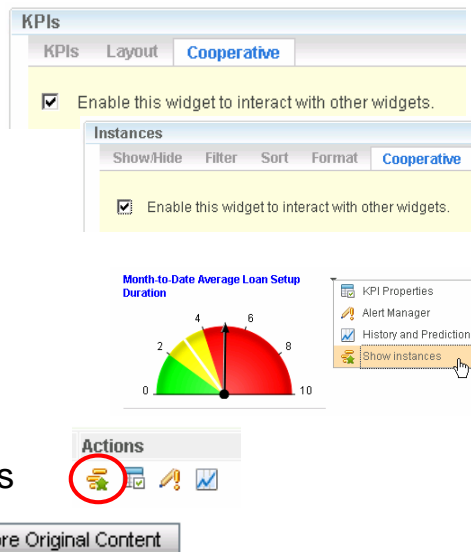 KPIs
KPIs Layout Cooperative
Enable this widget to interact with other widgets.
Instances
Show/Hide Filter Sort Format Cooperative
Enable this widget to interact with other widgets.
Month-to-Date Average Loan Setup
Duration
0 2 4 6 8 10
KPI Properties
Alert Manager
History and Prediction
Show instances
Actions
Original Content